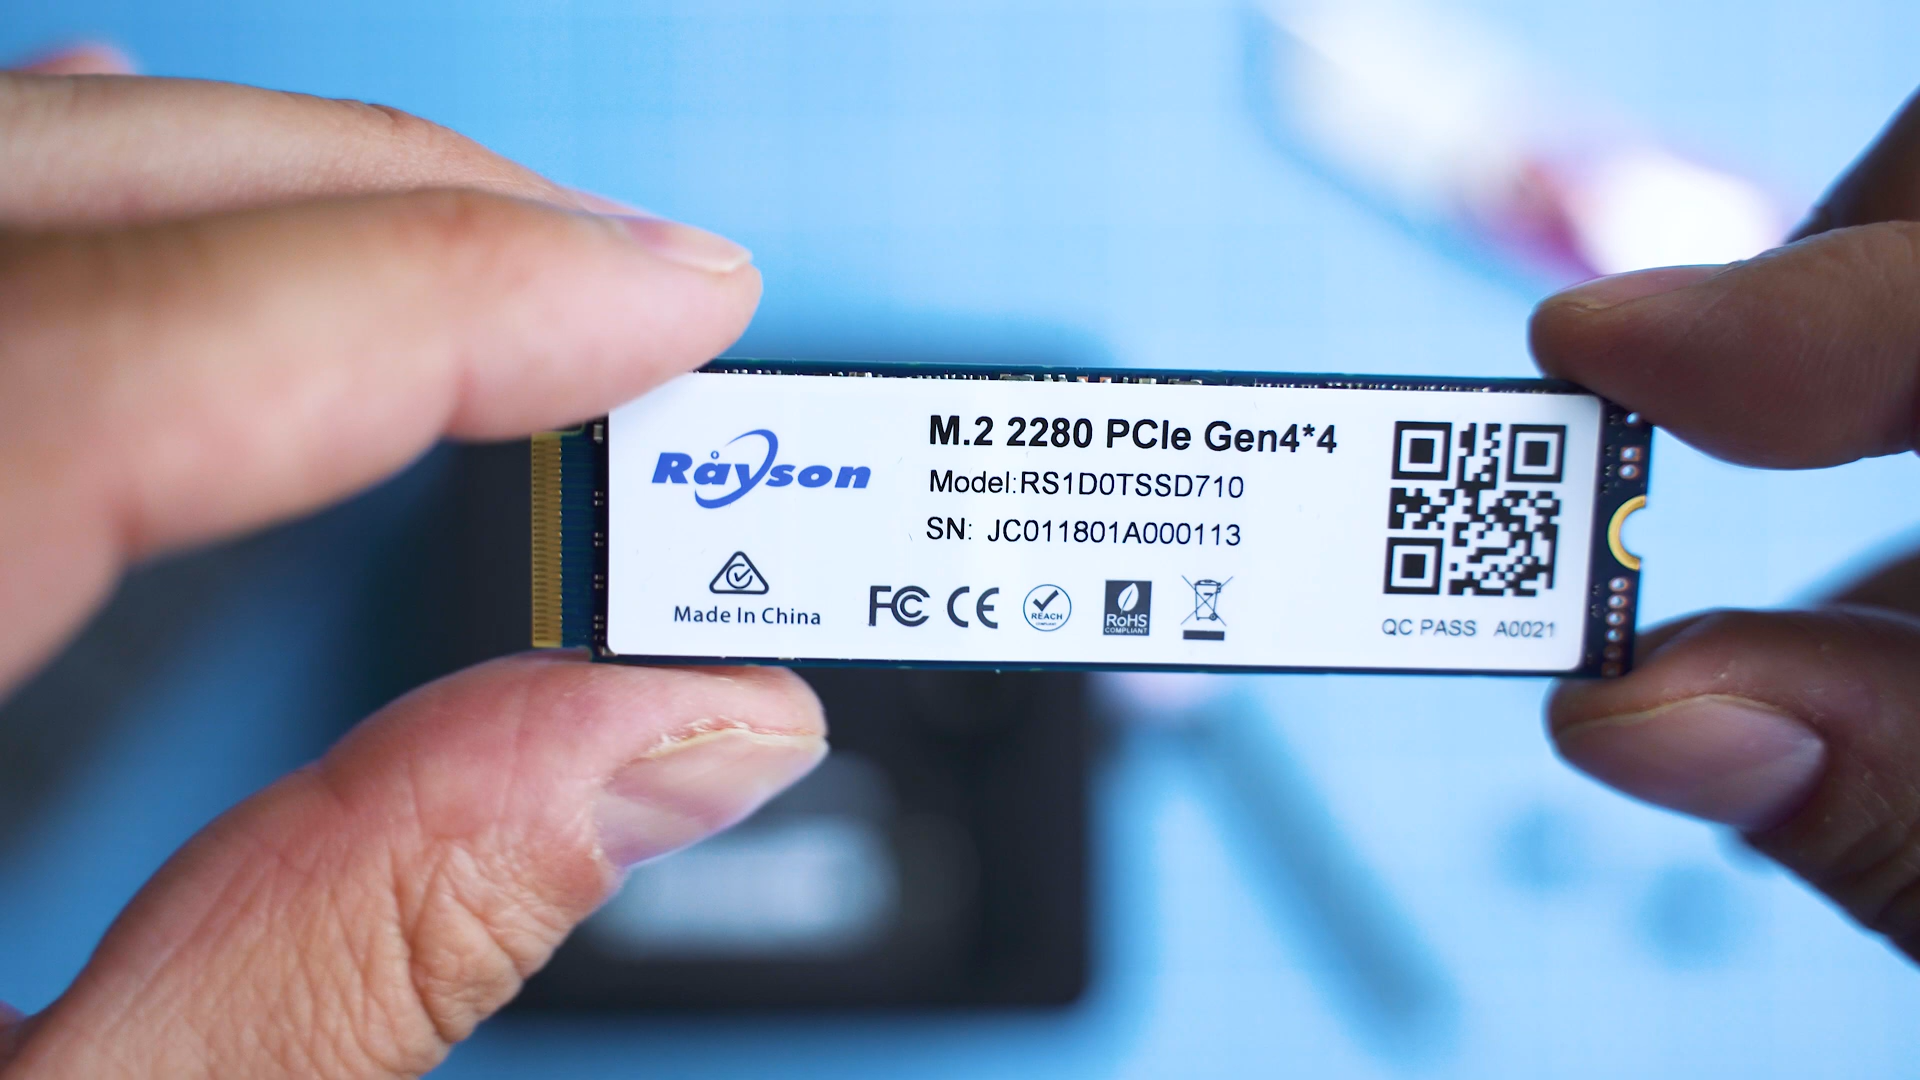 Rayson
M.2 2280 PCIe Gen4*4
Model:RS1D0TSSD710
SN: JC011801A000113
Made In China
FC CE
REACH
COMPLIANT
RoHS
COMPLIANT
QC PASS A0021